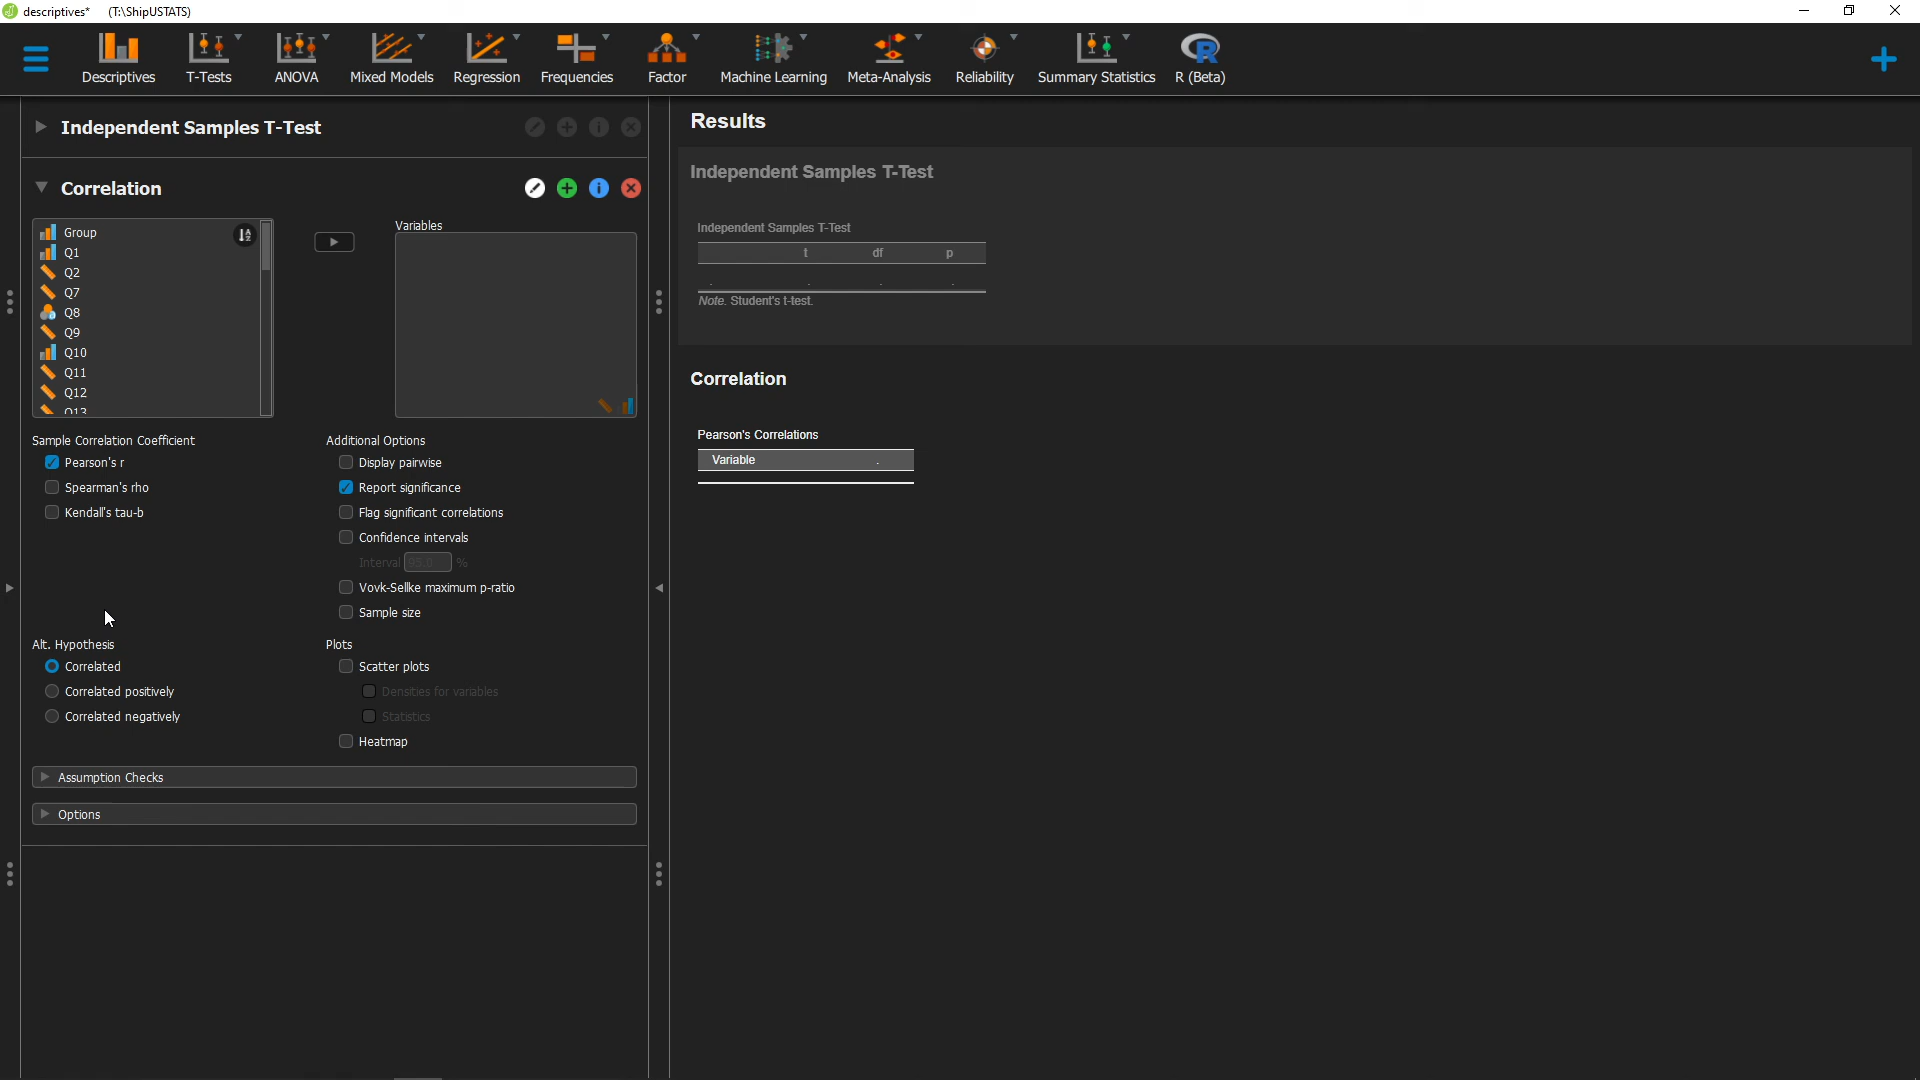 descriptives* (T:\ShipUSTATS)
Descriptives T-Tests ANOVA Mixed Models Regression Frequencies Factor Machine Learning Meta-Analysis Reliability Summary Statistics R (Beta)
Independent Samples T-Test
Correlation
Variables
Group
Q1
Q2
Q7
Q8
Q9
Q10
Q11
Q12
Q13
Sample Correlation Coefficient
Pearson's r
Spearman's rho
Kendall's tau-b
Additional Options
Display pairwise
Report significance
Flag significant correlations
Confidence intervals
Interval 95.0 %
Vovk-Sellke maximum p-ratio
Sample size
Alt. Hypothesis
Correlated
Correlated positively
Correlated negatively
Plots
Scatter plots
Densities for variables
Statistics
Heatmap
Assumption Checks
Options
Results
Independent Samples T-Test
Independent Samples T-Test
t df p
. . . .
Note. Student's t-test.
Correlation
Pearson's Correlations
Variable .